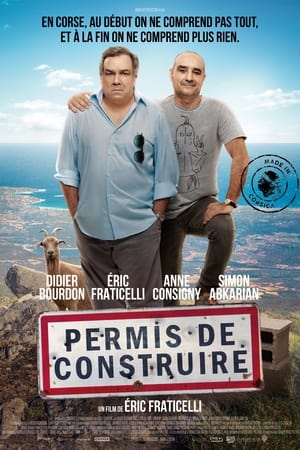 EN CORSE, AU DÉBUT ON NE COMPREND PAS TOUT,
ET À LA FIN ON NE COMPREND PLUS RIEN.
MADE IN
CORSICA
DIDIER ÉRIC ANNE SIMON
BOURDON FRATICELLI CONSIGNY ABKARIAN
PERMIS DE
CONSTRUIRE
UN FILM DE ÉRIC FRATICELLI